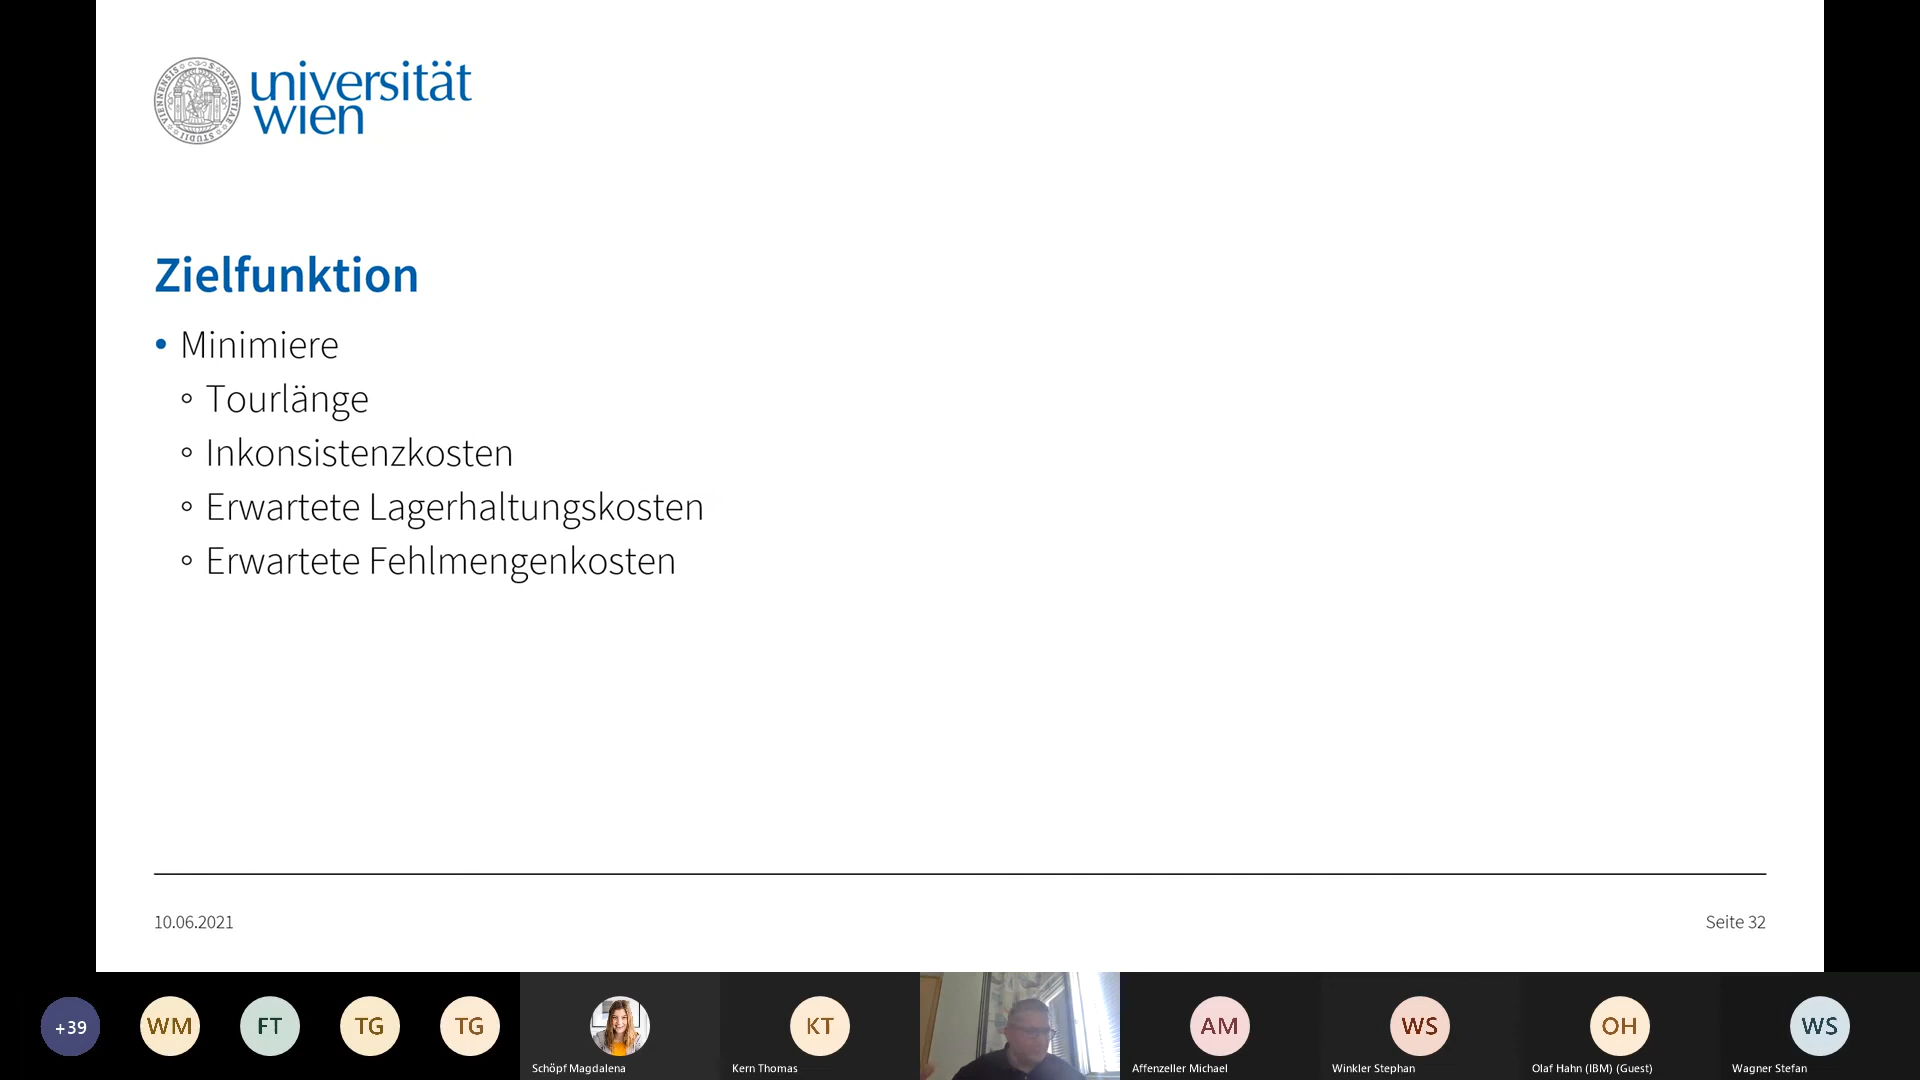 universität
wien
Zielfunktion
• Minimiere
◦ Tourlänge
◦ Inkonsistenzkosten
◦ Erwartete Lagerhaltungskosten
◦ Erwartete Fehlmengenkosten
10.06.2021
Seite 32
+39
WM
FT
TG
TG
Schöpf Magdalena
KT
Kern Thomas
AM
Affenzeller Michael
WS
Winkler Stephan
OH
Olaf Hahn (IBM) (Guest)
WS
Wagner Stefan